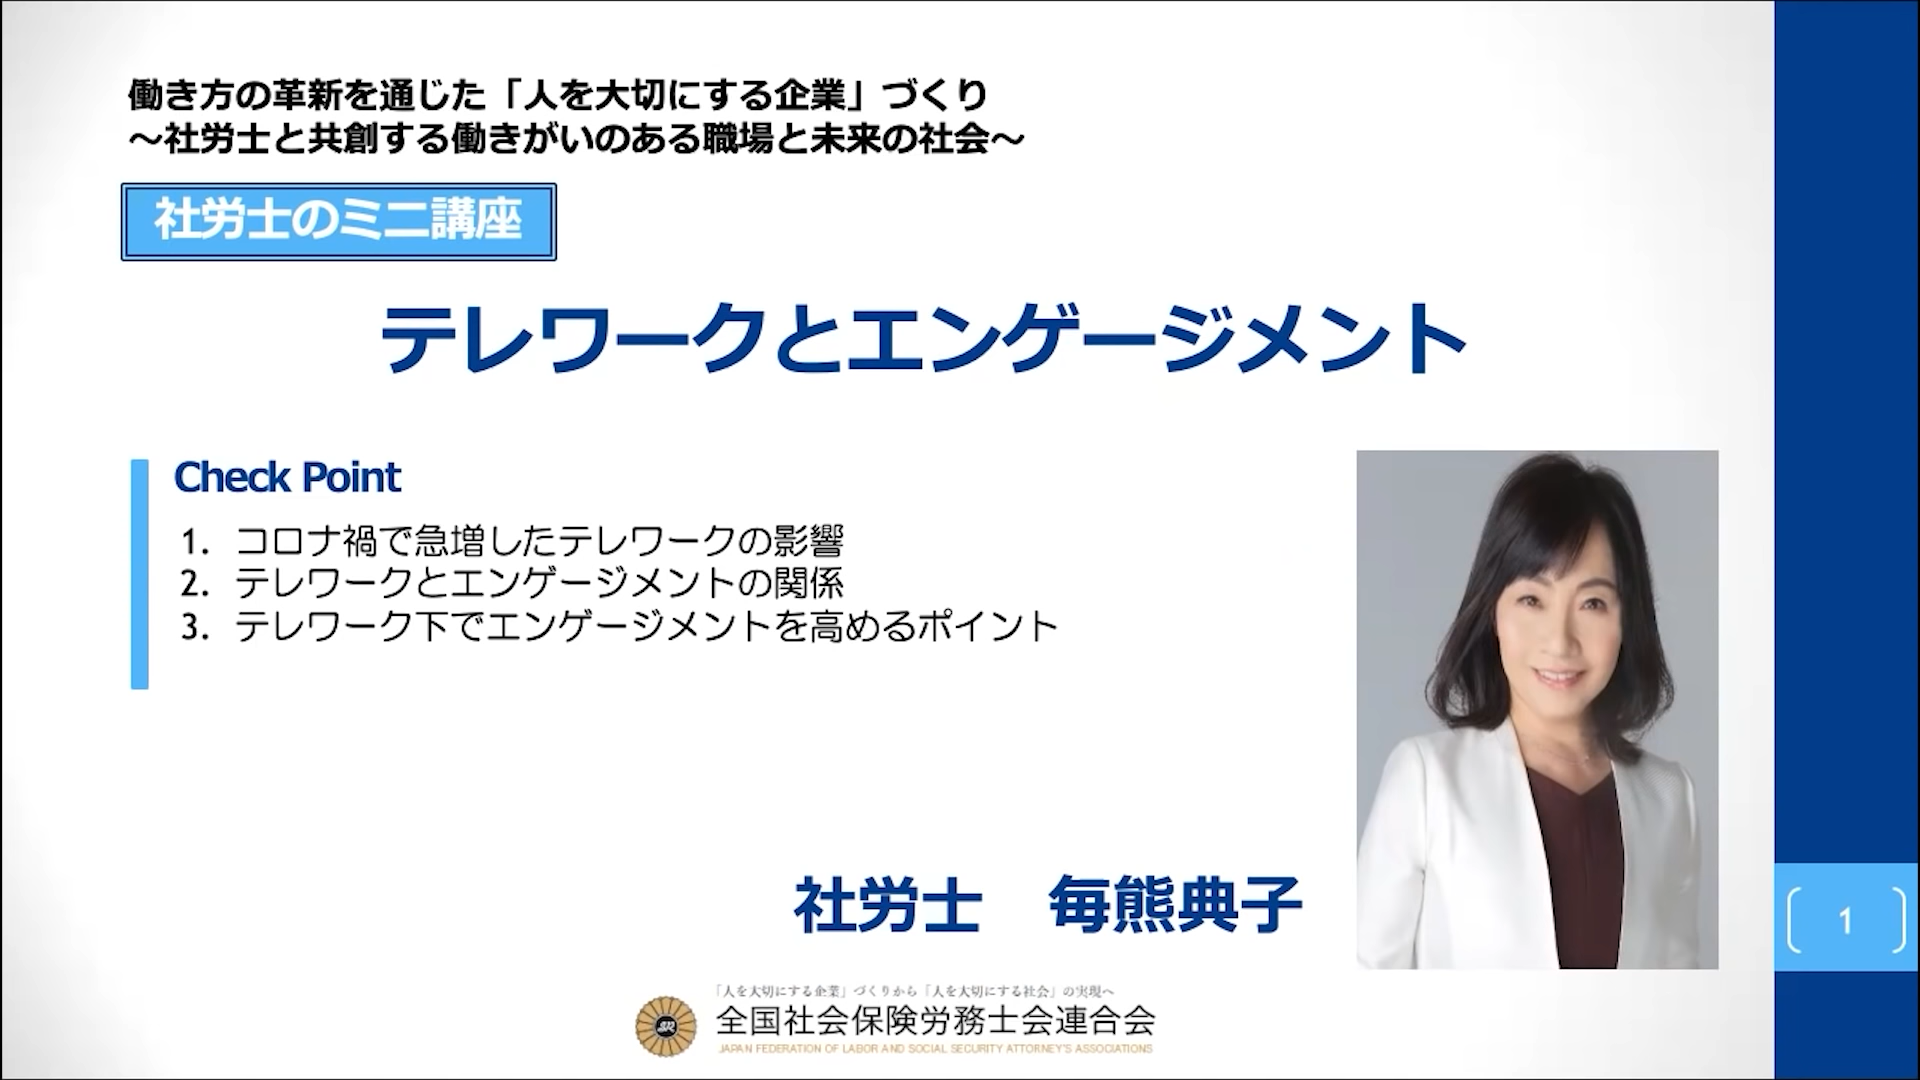 働き方の革新を通じた「人を大切にする企業」づくり
～社労士と共創する働きがいのある職場と未来の社会～
社労士のミニ講座
テレワークとエンゲージメント
Check Point
1. コロナ禍で急増したテレワークの影響
2. テレワークとエンゲージメントの関係
3. テレワーク下でエンゲージメントを高めるポイント
社労士　毎熊典子
1
「人を大切にする企業」づくりから「人を大切にする社会」の実現へ
SR
全国社会保険労務士会連合会
JAPAN FEDERATION OF LABOR AND SOCIAL SECURITY ATTORNEY'S ASSOCIATIONS